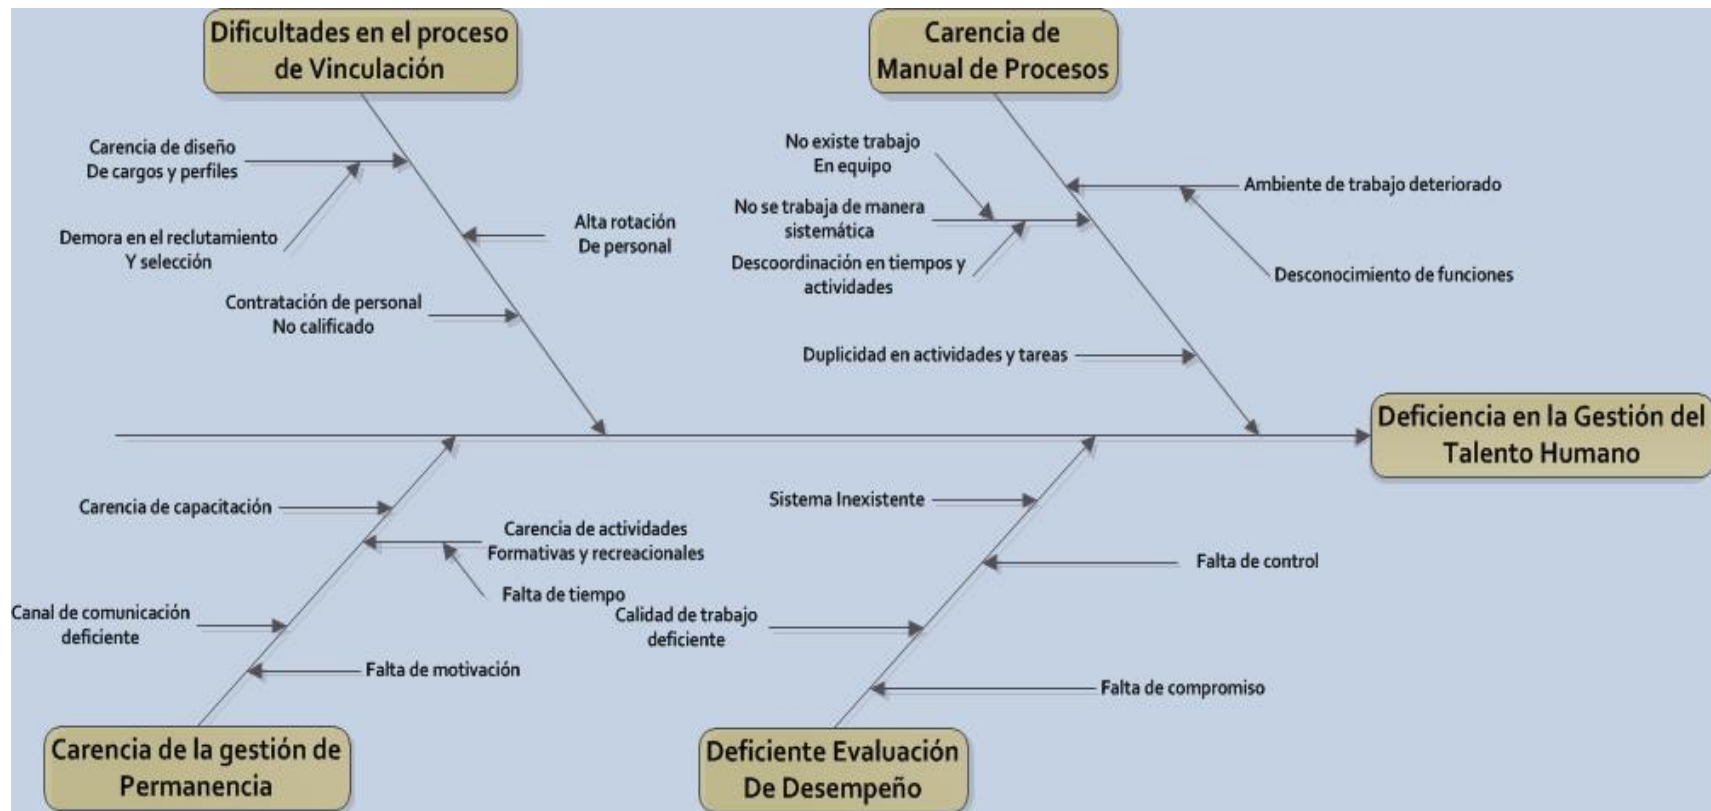 Dificultades en el proceso
de Vinculación
Carencia de
Manual de Procesos
Carencia de diseño
De cargos y perfiles
Demora en el reclutamiento
Y selección
Alta rotación
De personal
Contratación de personal
No calificado
No existe trabajo
En equipo
No se trabaja de manera
sistemática
Descoordinación en tiempos y
actividades
Ambiente de trabajo deteriorado
Desconocimiento de funciones
Duplicidad en actividades y tareas
Deficiencia en la Gestión del
Talento Humano
Carencia de capacitación
Carencia de actividades
Formativas y recreacionales
Falta de tiempo
Canal de comunicación
deficiente
Falta de motivación
Sistema Inexistente
Falta de control
Calidad de trabajo
deficiente
Falta de compromiso
Carencia de la gestión de
Permanencia
Deficiente Evaluación
De Desempeño